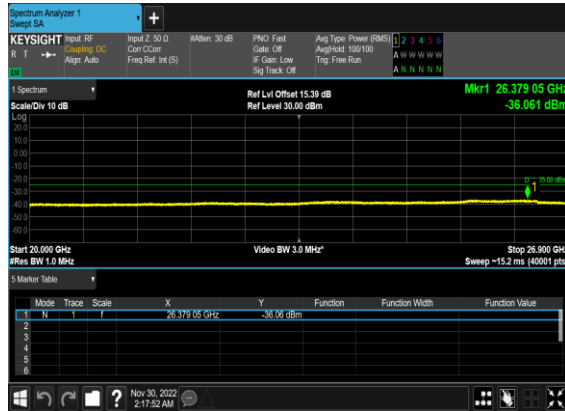 Spectrum Analyzer 1
Swept SA
+
KEYSIGHT Input: RF Input Z: 50 Ω #Atten: 30 dB PNO: Fast Avg Type: Power (RMS) 1 2 3 4 5 6
R T Coupling: DC Corr CCorr Gate: Off Avg|Hold: 100/100 A W W W W W
Align: Auto Freq Ref: Int (S) IF Gain: Low Trig: Free Run
LW Sig Track: Off A N N N N N
1 Spectrum Ref Lvl Offset 15.39 dB Mkr1 26.379 05 GHz
Scale/Div 10 dB Ref Level 30.00 dBm -36.061 dBm
Log
20.0
10.0
0.00
-10.0
-20.0
-30.0
-40.0
-50.0
-60.0
1
Start 20.000 GHz Video BW 3.0 MHz* Stop 26.900 GHz
#Res BW 1.0 MHz Sweep ~15.2 ms (40001 pts)
5 Marker Table
Mode Trace Scale X Y Function Function Width Function Value
1 N 1 f 26.379 05 GHz -36.06 dBm
2
3
4
5
6
? Nov 30, 2022
2:17:52 AM